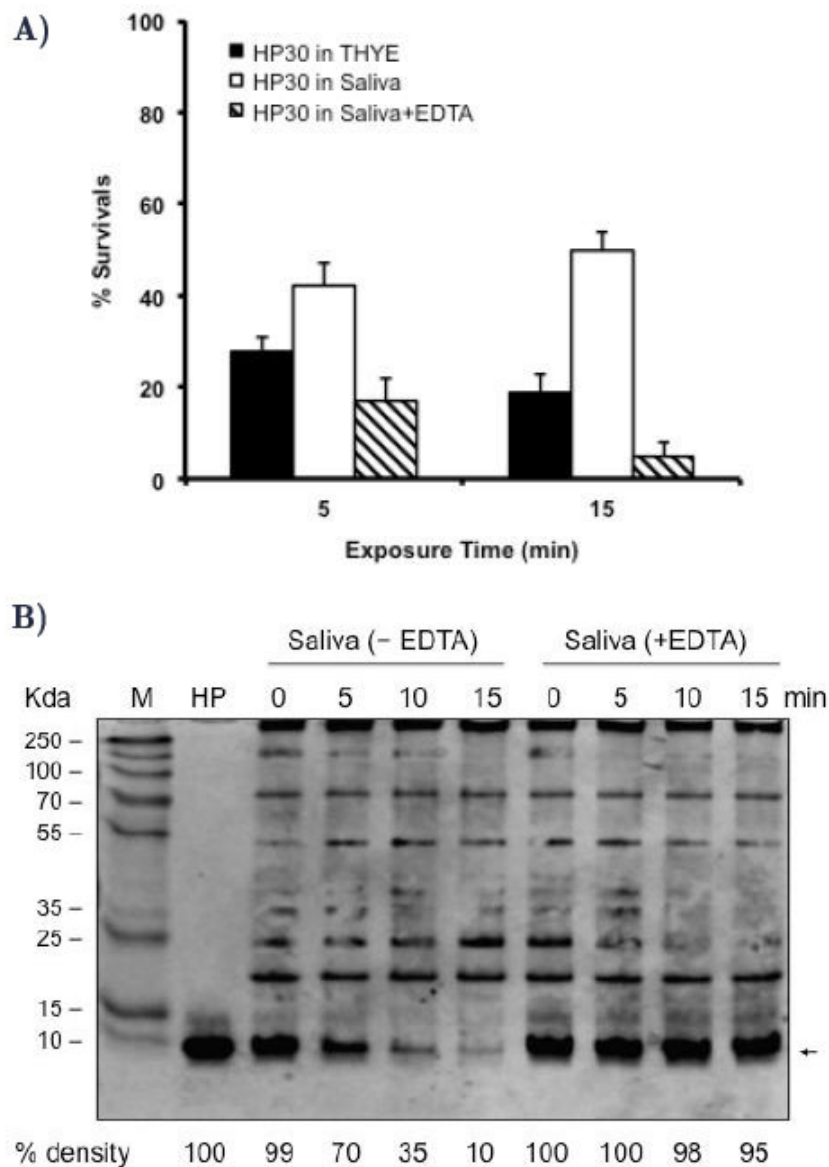 A)
100
80
60
40
20
0
% Survivals
HP30 in THYE
HP30 in Saliva
HP30 in Saliva+EDTA
5 15
Exposure Time (min)
B)
Saliva (– EDTA) Saliva (+EDTA)
Kda M HP 0 5 10 15 0 5 10 15 min
250 –
100 –
70 –
55 –
35 –
25 –
15 –
10 –
% density 100 99 70 35 10 100 100 98 95